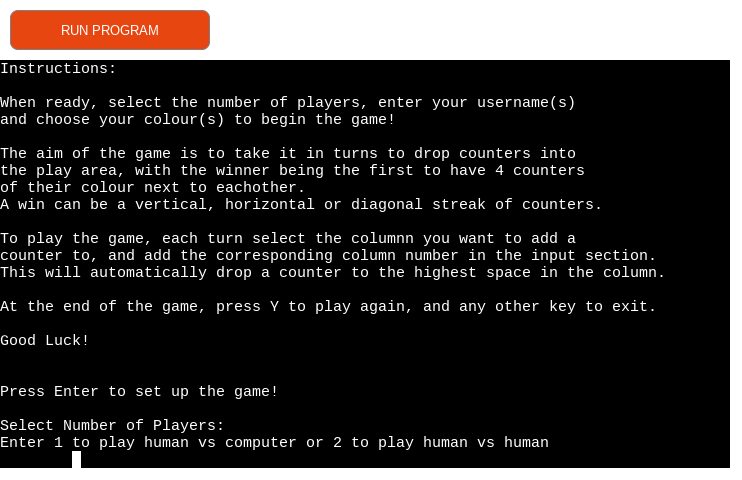 RUN PROGRAM
Instructions:
When ready, select the number of players, enter your username(s)
and choose your colour(s) to begin the game!
The aim of the game is to take it in turns to drop counters into
the play area, with the winner being the first to have 4 counters
of their colour next to eachother.
A win can be a vertical, horizontal or diagonal streak of counters.
To play the game, each turn select the columnn you want to add a
counter to, and add the corresponding column number in the input section.
This will automatically drop a counter to the highest space in the column.
At the end of the game, press Y to play again, and any other key to exit.
Good Luck!
Press Enter to set up the game!
Select Number of Players:
Enter 1 to play human vs computer or 2 to play human vs human